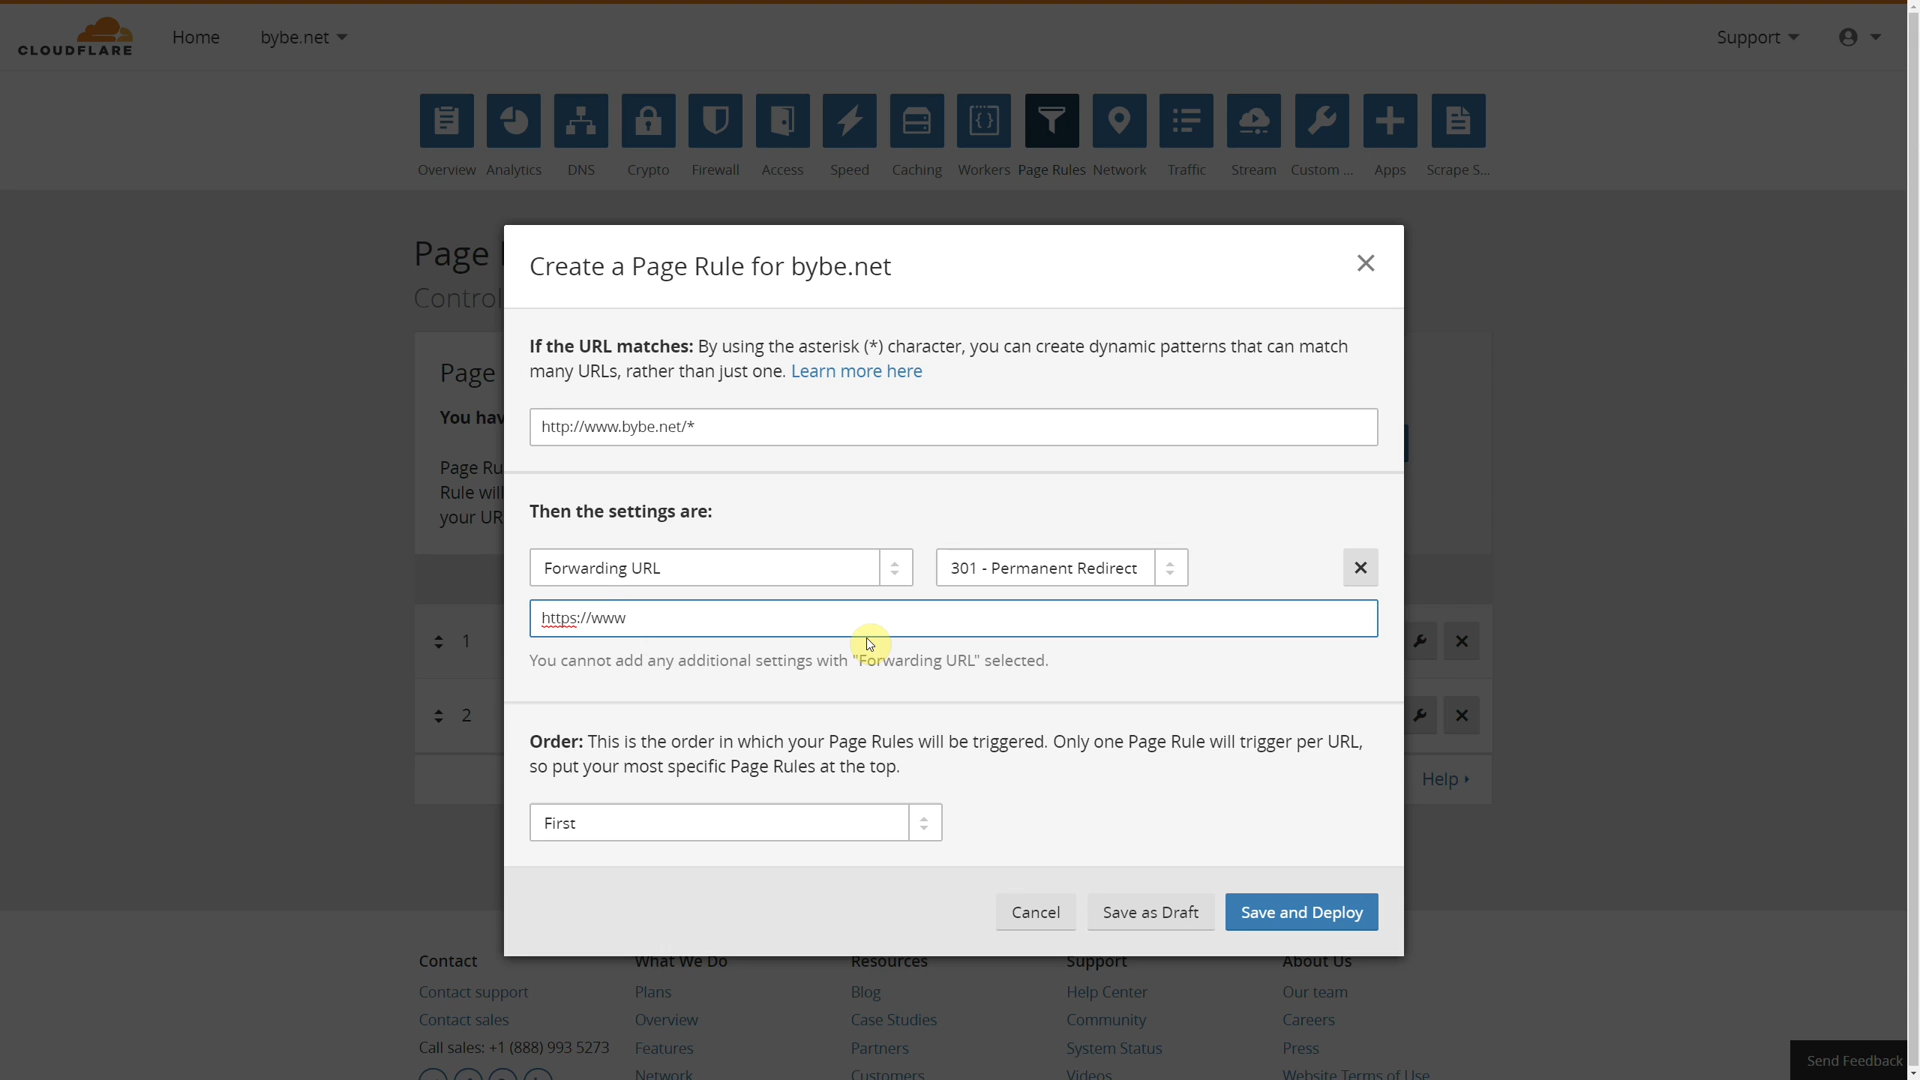 CLOUDFLARE
Home
bybe.net
Support
Overview Analytics DNS Crypto Firewall Access Speed Caching Workers Page Rules Network Traffic Stream Custom ... Apps Scrape S...
Page
Control
Page
You hav
Page Ru
Rule will
your UR
1
2
Help
Create a Page Rule for bybe.net
If the URL matches: By using the asterisk (*) character, you can create dynamic patterns that can match
many URLs, rather than just one. Learn more here
http://www.bybe.net/*
Then the settings are:
Forwarding URL
301 - Permanent Redirect
https://www
You cannot add any additional settings with "Forwarding URL" selected.
Order: This is the order in which your Page Rules will be triggered. Only one Page Rule will trigger per URL,
so put your most specific Page Rules at the top.
First
Cancel
Save as Draft
Save and Deploy
Contact What We Do Resources Support About Us
Contact support Plans Blog Help Center Our team
Contact sales Overview Case Studies Community Careers
Call sales: +1 (888) 993 5273 Features Partners System Status Press
Network Customers Videos Website Terms of Use
Send Feedback